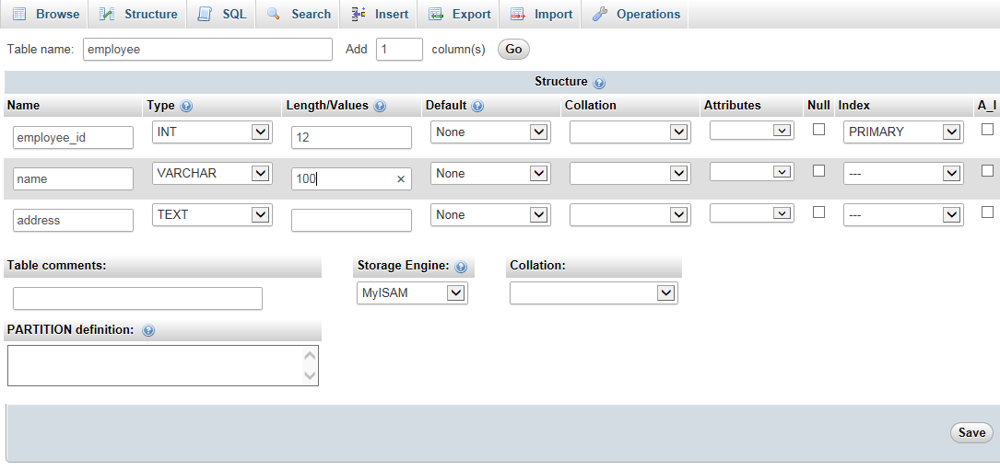 Browse Structure SQL Search Insert Export Import Operations
Table name: employee Add 1 column(s) Go
Structure
Name Type Length/Values Default Collation Attributes Null Index A_I
employee_id INT 12 None PRIMARY
name VARCHAR 100 × None ---
address TEXT None ---
Table comments: Storage Engine: Collation:
MyISAM
PARTITION definition:
Save